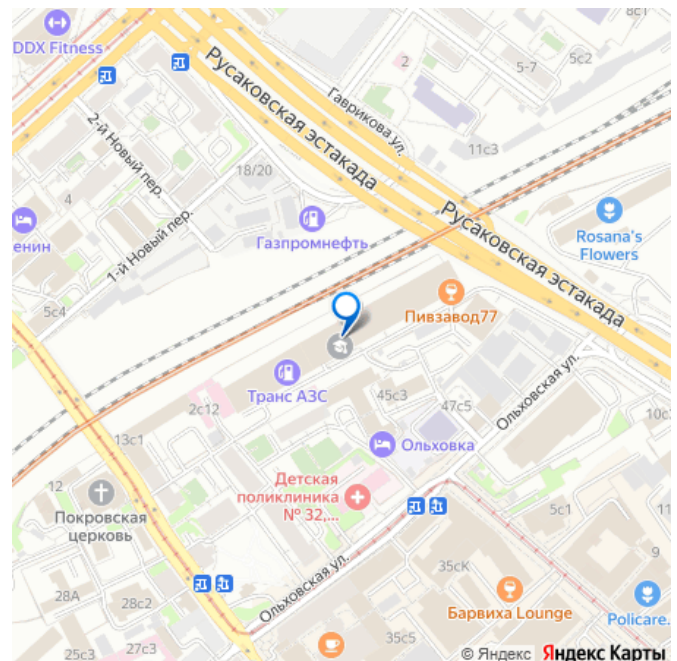 DDX Fitness
Русаковская эстакада
Гаврикова ул.
2
5-7
5с2
61с1
11с3
2-й Новый пер.
18/20
4
1-й Новый пер.
Газпромнефть
Русаковская эстакада
Rosana's
Flowers
енин
5с4
Пивзавод77
Транс АЗС
45с3
47с5
Ольховская ул.
10с
2с12
13с1
Ольховка
12
Покровская
церковь
Детская
поликлиника
№ 32,...
5с1
11
9
35сК
28А
28с2
Ольховская ул.
Барвиха Lounge
Policare.
25с3
27с3
35с5
© Яндекс Яндекс Карты